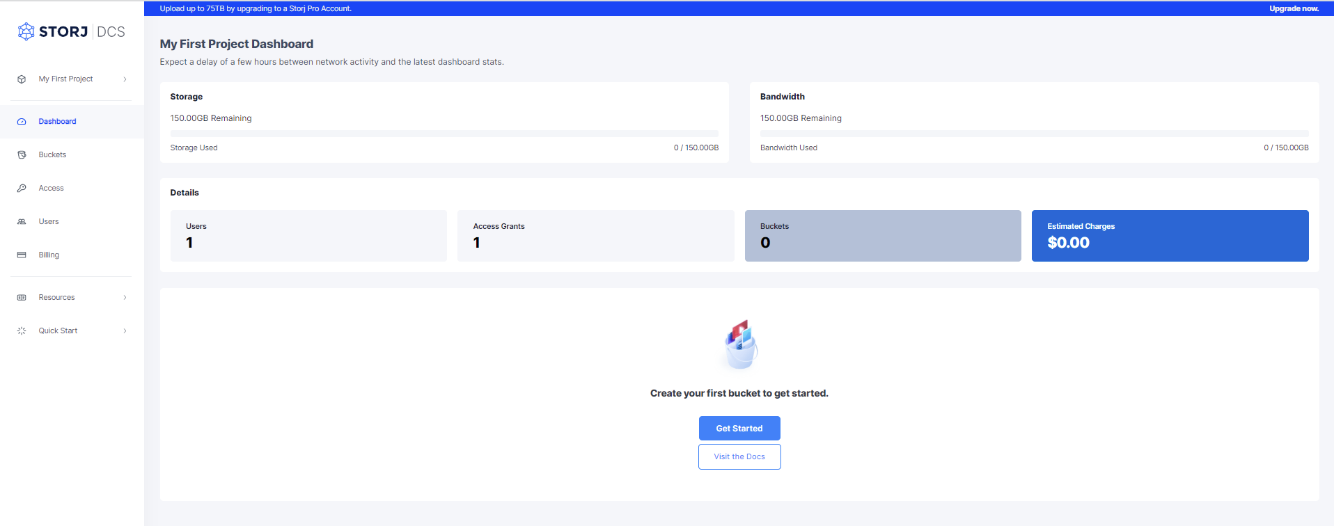 Upload up to 75TB by upgrading to a Storj Pro Account. Upgrade now.
STORJ DCS
My First Project
Dashboard
Buckets
Access
Users
Billing
Resources
Quick Start
My First Project Dashboard
Expect a delay of a few hours between network activity and the latest dashboard stats.
Storage
150.00GB Remaining
Storage Used 0 / 150.00GB
Bandwidth
150.00GB Remaining
Bandwidth Used 0 / 150.00GB
Details
Users
1
Access Grants
1
Buckets
0
Estimated Charges
$0.00
Create your first bucket to get started.
Get Started
Visit the Docs